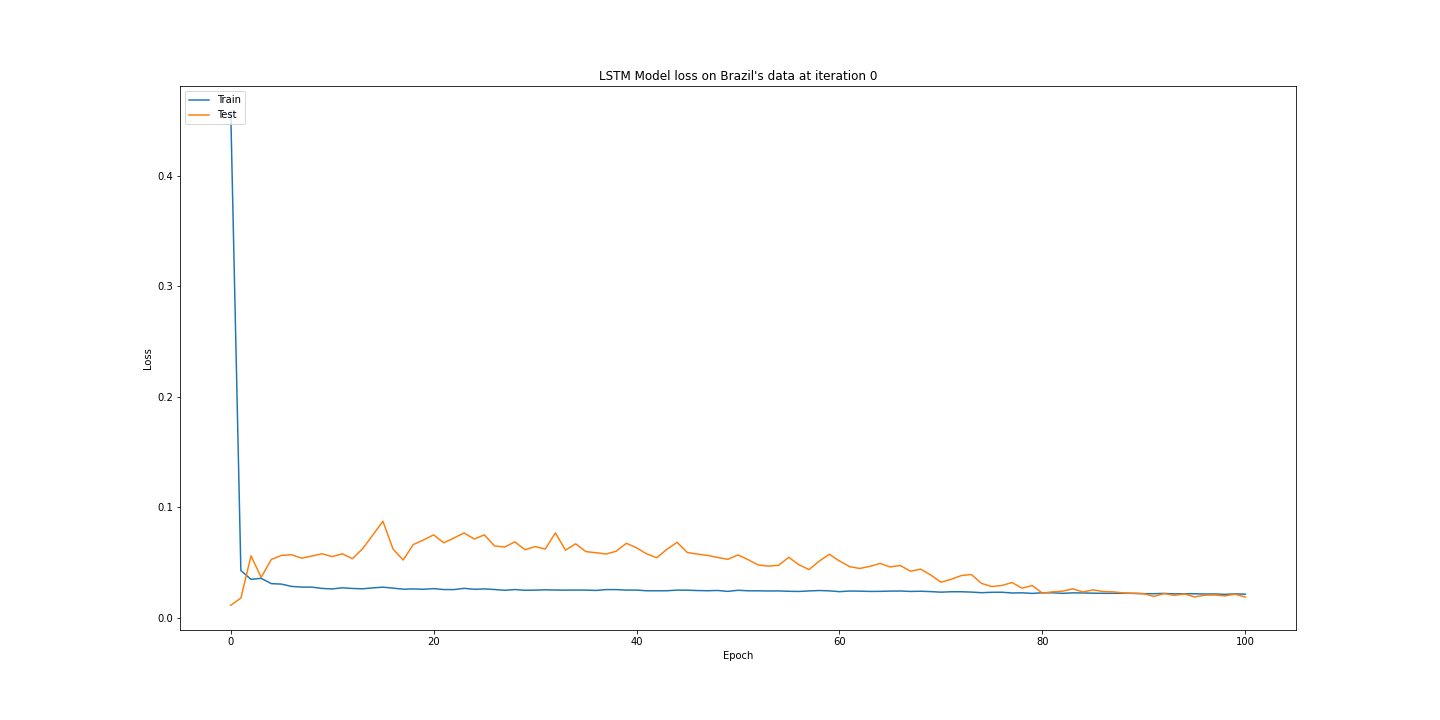 LSTM Model loss on Brazil's data at iteration 0
Train
Test
0.4
0.3
0.2
0.1
0.0
Loss
0 20 40 60 80 100
Epoch